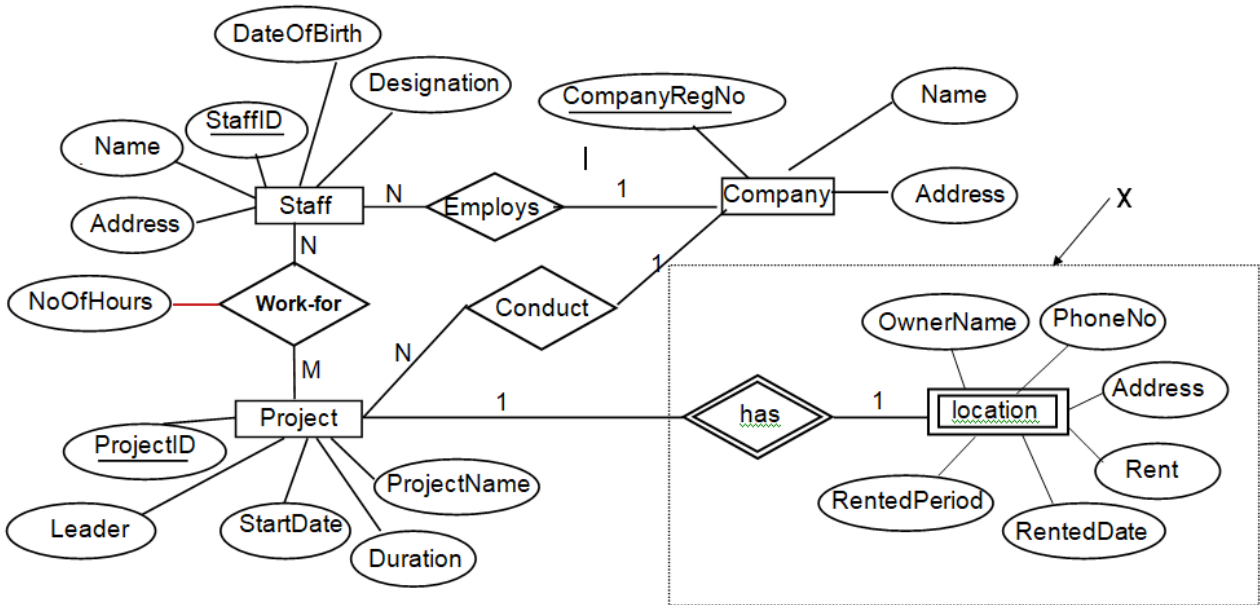 DateOfBirth
Designation
CompanyRegNo
Name
StaffID
Name
Address
Staff
N
Employs
1
Company
Address
X
N
NoOfHours
Work-for
M
Conduct
1
N
OwnerName
PhoneNo
Address
Project
1
has
1
location
ProjectID
ProjectName
Rent
Leader
StartDate
Duration
RentedPeriod
RentedDate